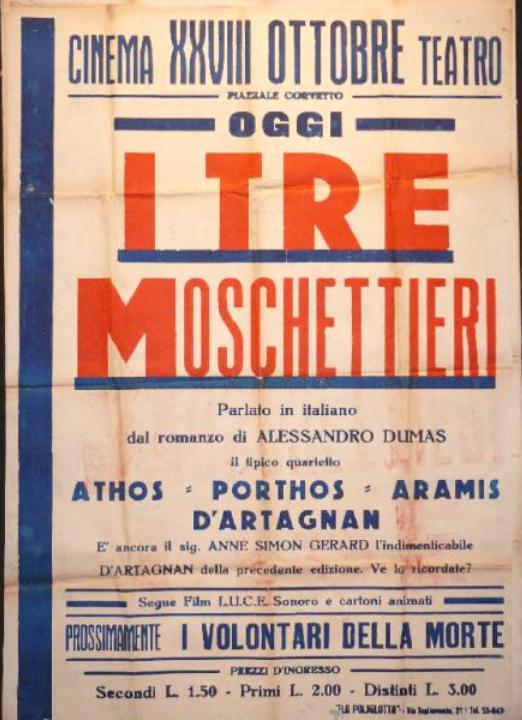 CINEMA XXVIII OTTOBRE TEATRO
PIAZZALE CORVETTO
OGGI
I TRE
MOSCHETTIERI
Parlato in italiano
dal romanzo di ALESSANDRO DUMAS
il tipico quartetto
ATHOS = PORTHOS = ARAMIS
D'ARTAGNAN
E' ancora il sig. ANNE SIMON GERARD l'indimenticabile
D'ARTAGNAN della precedente edizione. Ve lo ricordate?
Segue Film L.U.C.E. Sonoro e cartoni animati
PROSSIMAMENTE I VOLONTARI DELLA MORTE
PREZZI D'INGRESSO
Secondi L. 1.50 - Primi L. 2.00 - Distinti L. 3.00
"LA POLIGLOTTA" - Via Tagliamento, Tel.